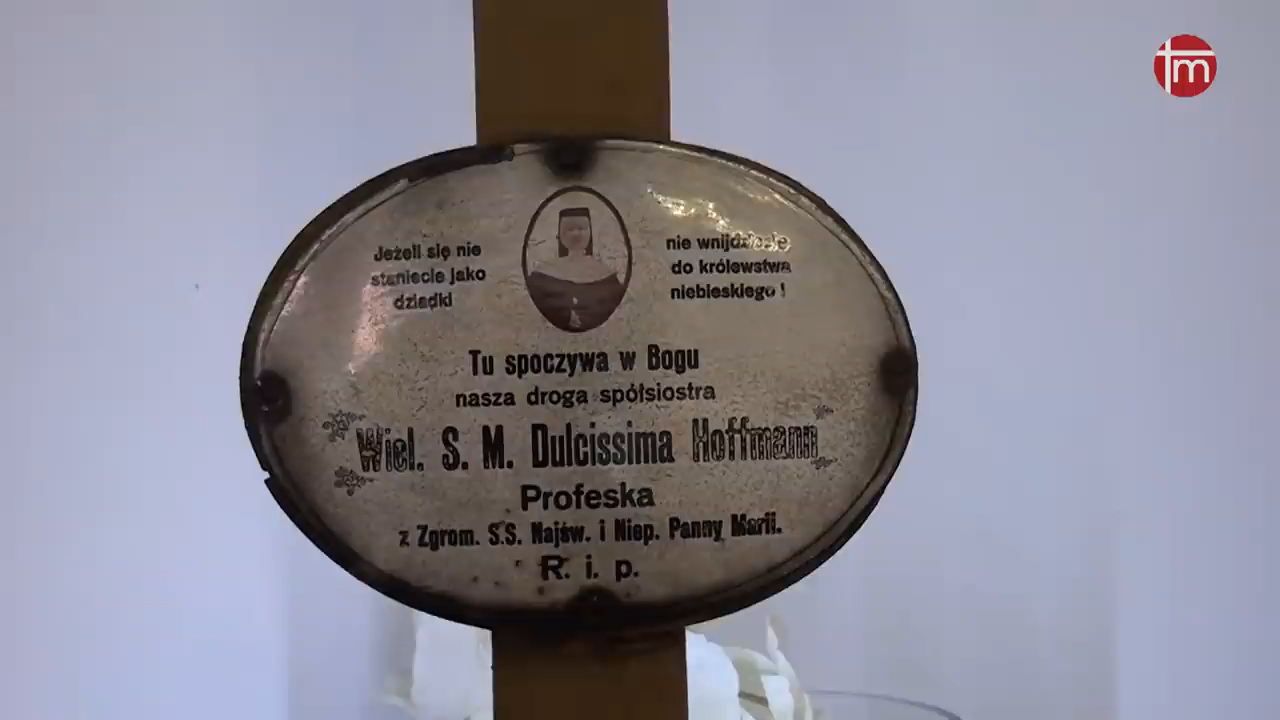 Jeżeli się nie
staniecie jako
dziadki
nie wnijdziecie
do królewstwa
niebieskiego !
Tu spoczywa w Bogu
nasza droga spółsiostra
Wiel. S. M. Dulcissima Hoffmann
Profeska
z Zgrom. S.S. Najśw. i Niep. Panny Marii.
R. i. p.
tm